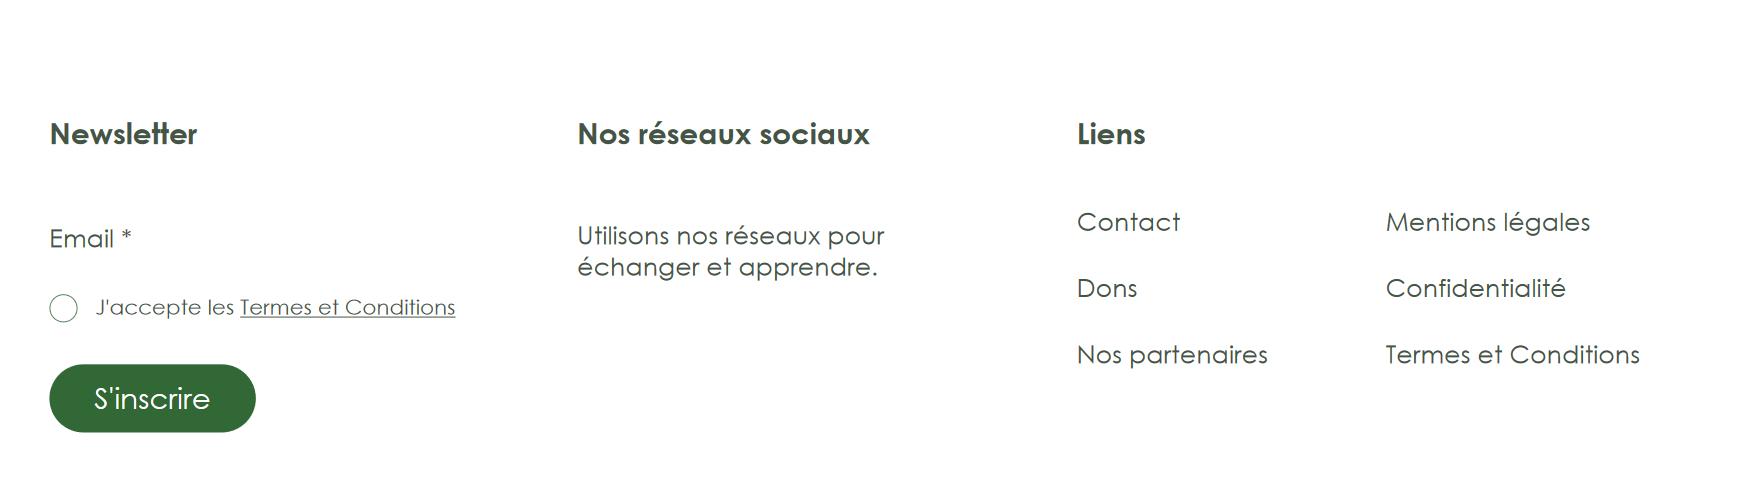 Newsletter
Email *
J'accepte les Termes et Conditions
S'inscrire
Nos réseaux sociaux
Utilisons nos réseaux pour
échanger et apprendre.
Liens
Contact
Dons
Nos partenaires
Mentions légales
Confidentialité
Termes et Conditions